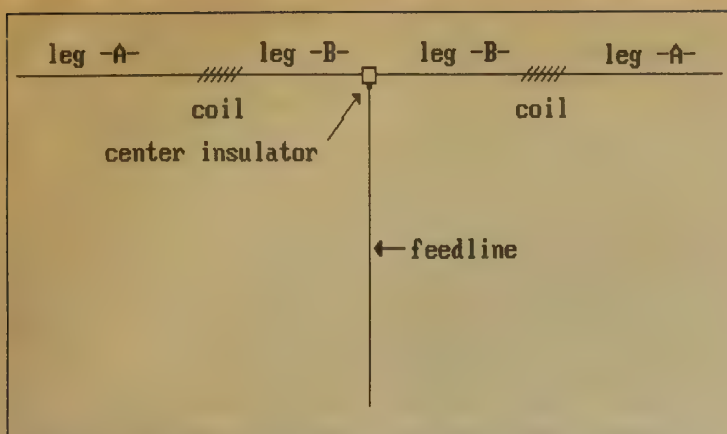 leg -A- leg -B- leg -B- leg -A-
coil coil
center insulator
feedline